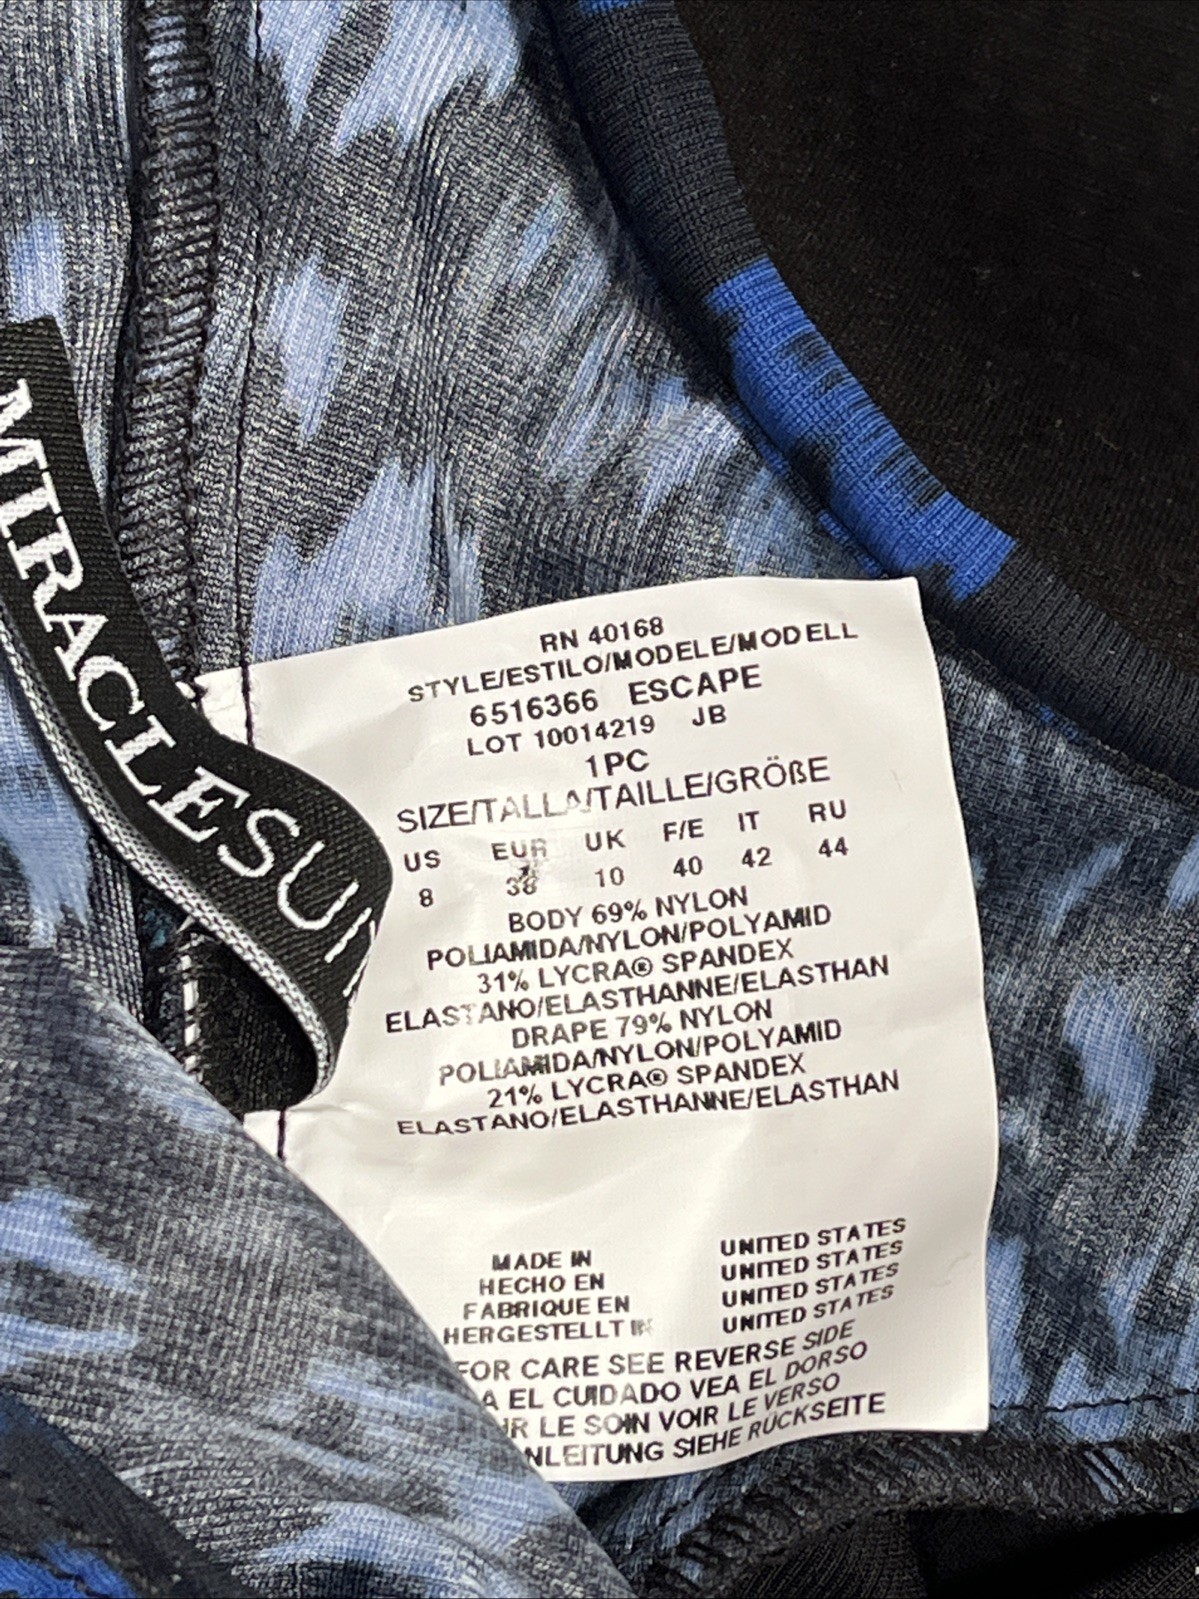 MIRACLESUI
RN 40168
STYLE/ESTILO/MODELE/MODELL
6516366 ESCAPE
LOT 10014219 JB
1PC
SIZE/TALLA/TAILLE/GRÖßE
US EUR UK F/E IT RU
8 38 10 40 42 44
BODY 69% NYLON
POLIAMIDA/NYLON/POLYAMID
31% LYCRA® SPANDEX
ELASTANO/ELASTHANNE/ELASTHAN
DRAPE 79% NYLON
POLIAMIDA/NYLON/POLYAMID
21% LYCRA® SPANDEX
ELASTANO/ELASTHANNE/ELASTHAN
MADE IN UNITED STATES
HECHO EN UNITED STATES
FABRIQUE EN UNITED STATES
HERGESTELLT IN UNITED STATES
FOR CARE SEE REVERSE SIDE
A EL CUIDADO VEA EL DORSO
R LE SOIN VOIR LE VERSO
NLEITUNG SIEHE RÜCKSEITE